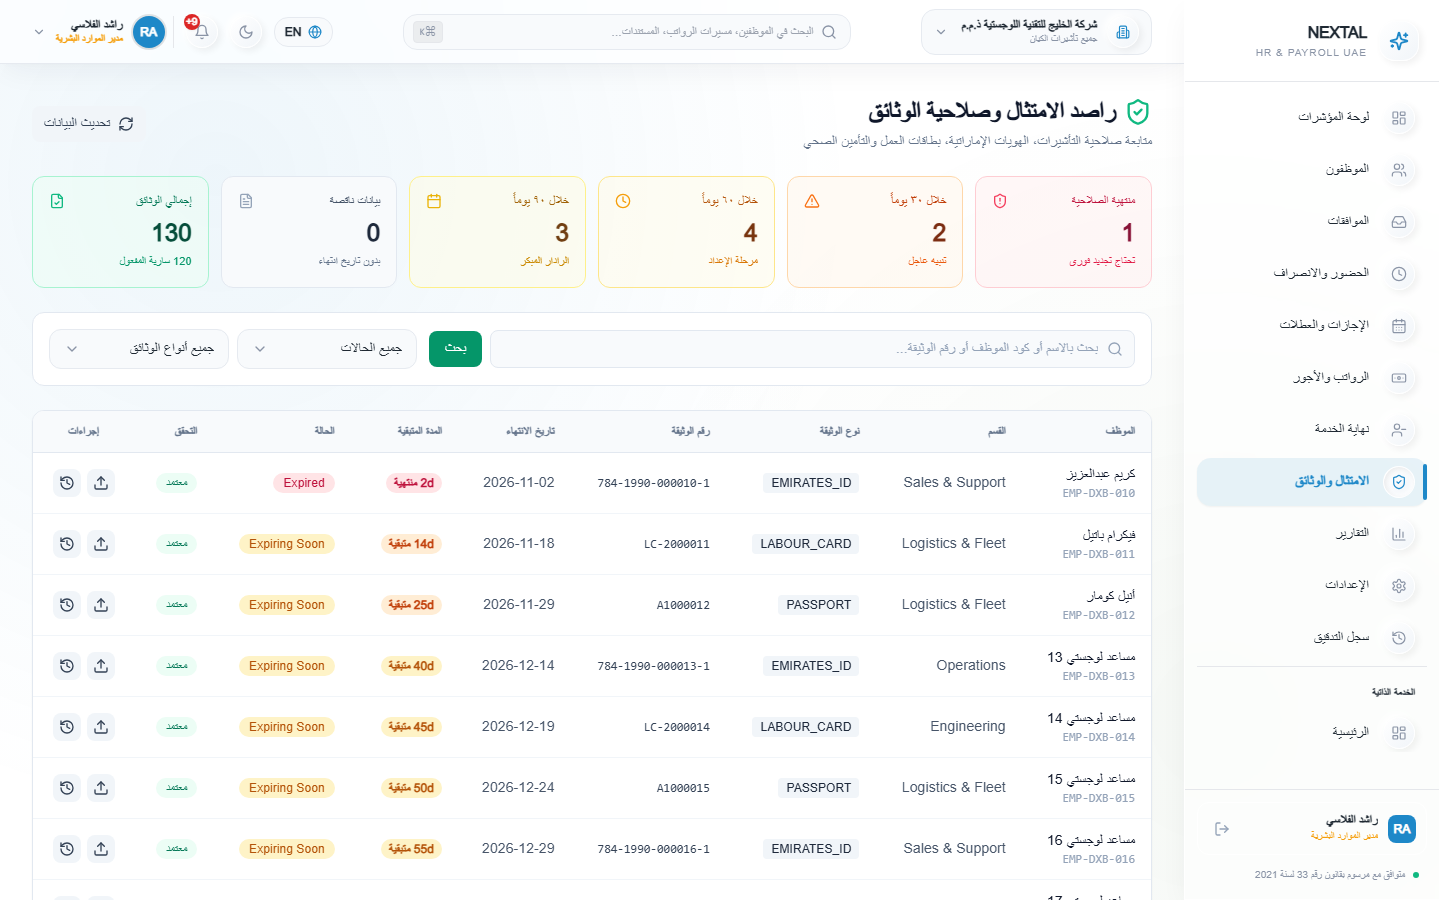 NEXTAL
HR & PAYROLL UAE
شركة الخليج للتقنية اللوجستية ذ.م.م
جميع تأشيرات الكيان
البحث في الموظفين، مسيرات الرواتب، المستندات...
K⌘
EN
+9
راشد الفلاسي
مدير الموارد البشرية
RA
لوحة المؤشرات
الموظفون
الموافقات
الحضور والانصراف
الإجازات والعطلات
الرواتب والأجور
نهاية الخدمة
الامتثال والوثائق
التقارير
الإعدادات
سجل التدقيق
الخدمة الذاتية
الرئيسية
RA
راشد الفلاسي
مدير الموارد البشرية
متوافق مع مرسوم بقانون رقم 33 لسنة 2021
راصد الامتثال وصلاحية الوثائق
متابعة صلاحية التأشيرات، الهويات الإماراتية، بطاقات العمل والتأمين الصحي
تحديث البيانات
منتهية الصلاحية
1
تحتاج تجديد فوري
خلال ٣٠ يوماً
2
تنبيه عاجل
خلال ٦٠ يوماً
4
مرحلة الإعداد
خلال ٩٠ يوماً
3
الرادار المبكر
بيانات ناقصة
0
بدون تاريخ انتهاء
إجمالي الوثائق
130
120 سارية المفعول
بحث بالاسم أو كود الموظف أو رقم الوثيقة...
بحث
جميع الحالات
جميع أنواع الوثائق
الموظف القسم نوع الوثيقة رقم الوثيقة تاريخ الانتهاء المدة المتبقية الحالة التحقق إجراءات
كريم عبدالعزيز Sales & Support EMIRATES_ID 784-1990-000010-1 2026-11-02 2d منتهية Expired معتمد
EMP-DXB-010
فيكرام باتيل Logistics & Fleet LABOUR_CARD LC-2000011 2026-11-18 14d متبقية Expiring Soon معتمد
EMP-DXB-011
أنيل كومار Logistics & Fleet PASSPORT A1000012 2026-11-29 25d متبقية Expiring Soon معتمد
EMP-DXB-012
مساعد لوجستي 13 Operations EMIRATES_ID 784-1990-000013-1 2026-12-14 40d متبقية Expiring Soon معتمد
EMP-DXB-013
مساعد لوجستي 14 Engineering LABOUR_CARD LC-2000014 2026-12-19 45d متبقية Expiring Soon معتمد
EMP-DXB-014
مساعد لوجستي 15 Logistics & Fleet PASSPORT A1000015 2026-12-24 50d متبقية Expiring Soon معتمد
EMP-DXB-015
مساعد لوجستي 16 Sales & Support EMIRATES_ID 784-1990-000016-1 2026-12-29 55d متبقية Expiring Soon معتمد
EMP-DXB-016